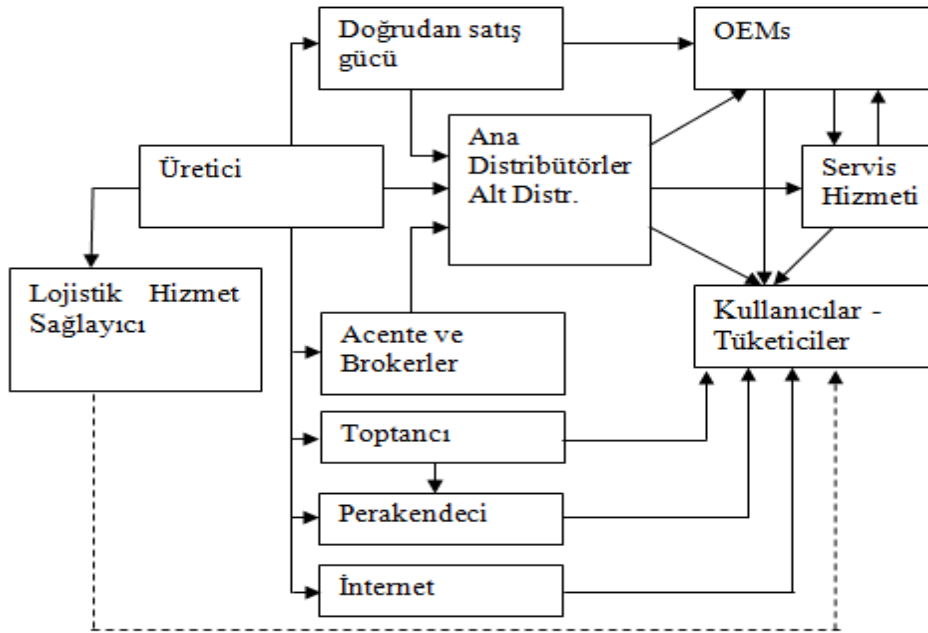 Doğrudan satış
gücü
OEMs
Üretici
Ana
Distribütörler
Alt Distr.
Servis
Hizmeti
Lojistik Hizmet
Sağlayıcı
Acente ve
Brokerler
Kullanıcılar -
Tüketiciler
Toptancı
Perakendeci
İnternet